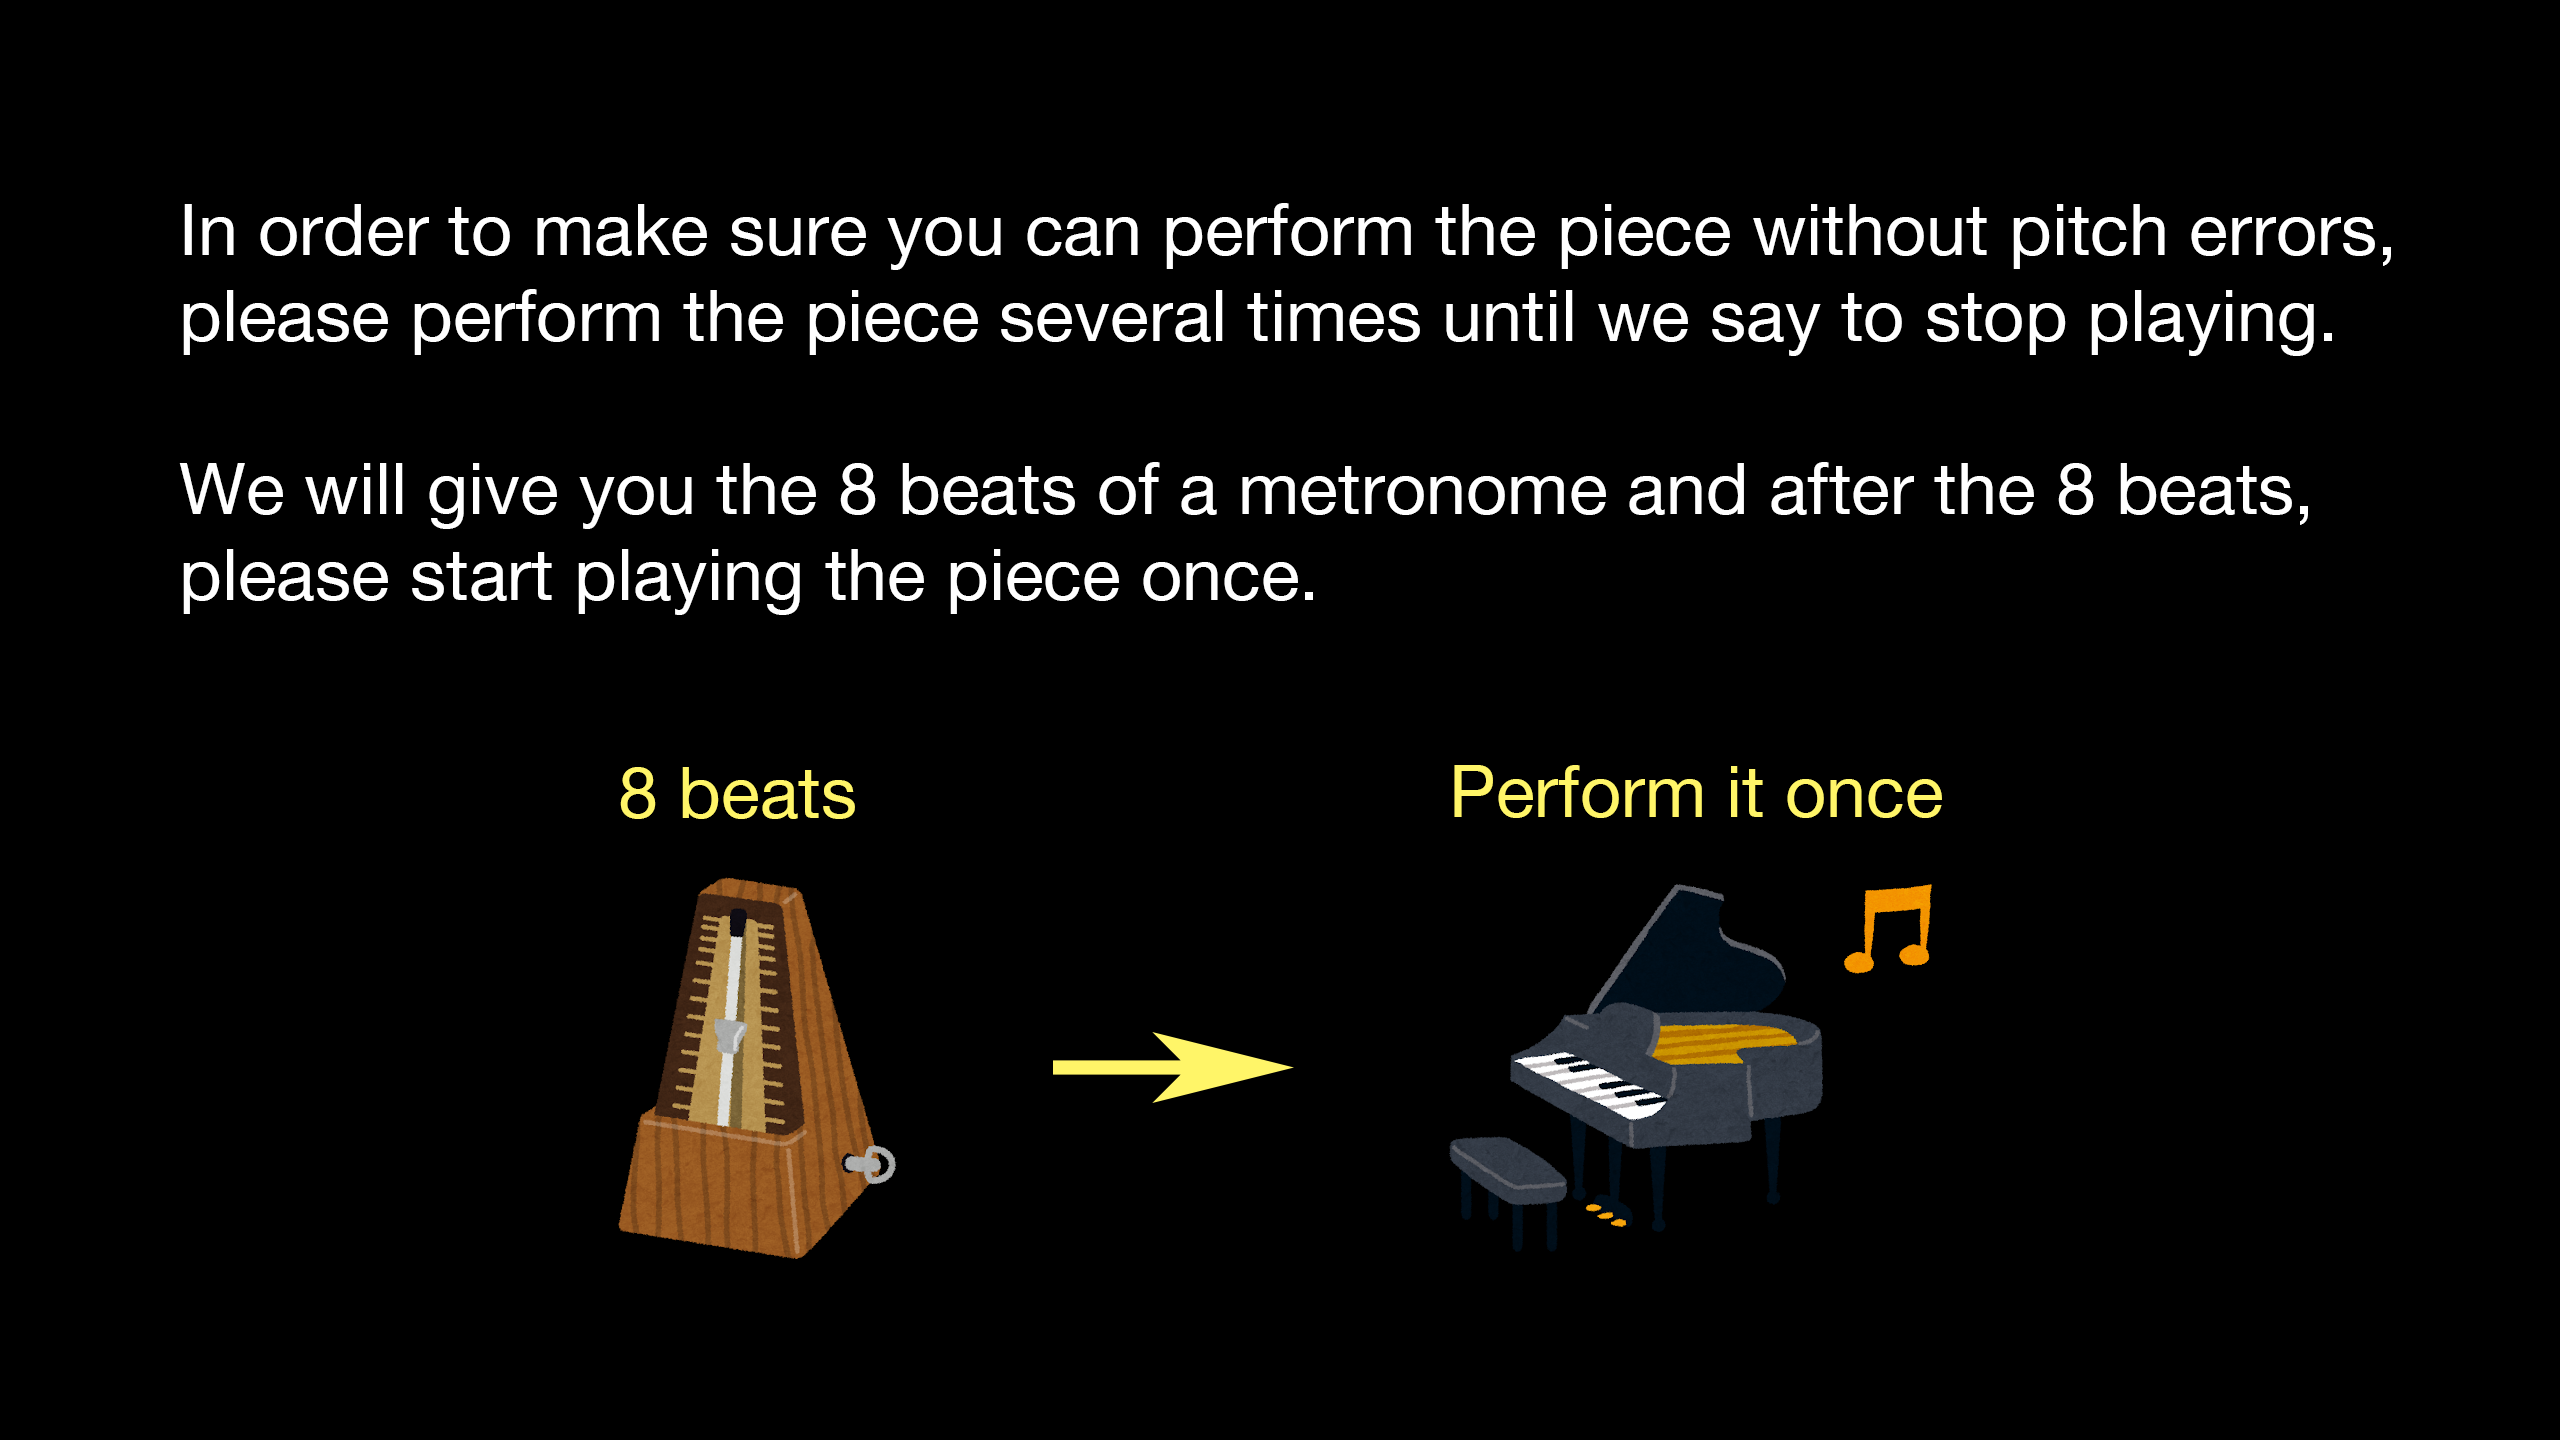 In order to make sure you can perform the piece without pitch errors,
please perform the piece several times until we say to stop playing.
We will give you the 8 beats of a metronome and after the 8 beats,
please start playing the piece once.
8 beats
Perform it once